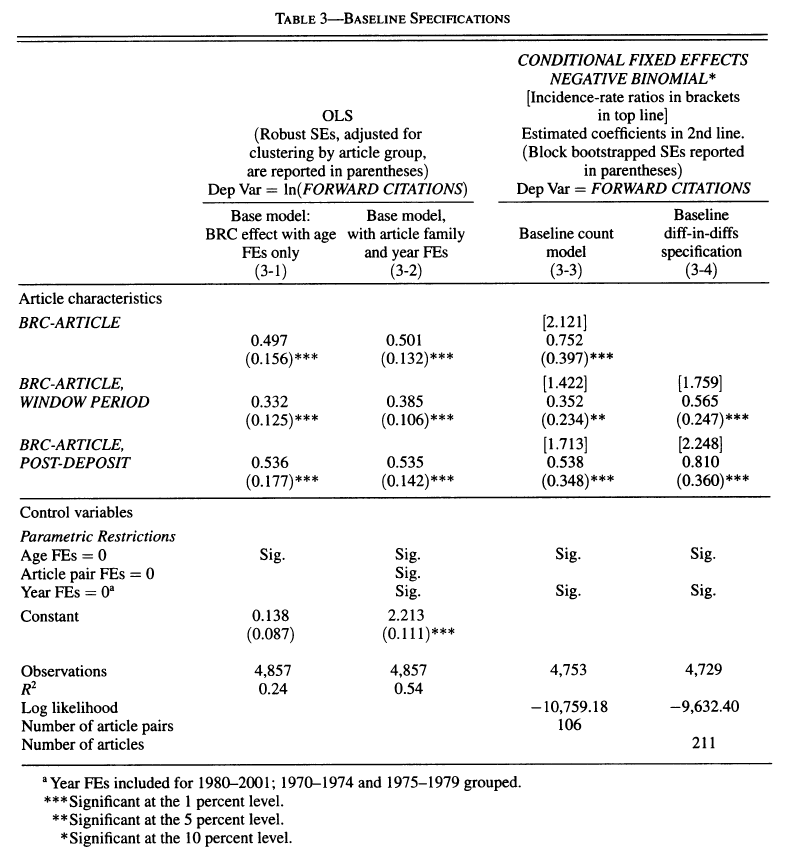 TABLE 3—BASELINE SPECIFICATIONS
OLS
(Robust SEs, adjusted for
clustering by article group,
are reported in parentheses)
Dep Var = ln(FORWARD CITATIONS)
CONDITIONAL FIXED EFFECTS
NEGATIVE BINOMIAL*
[Incidence-rate ratios in brackets
in top line]
Estimated coefficients in 2nd line.
(Block bootstrapped SEs reported
in parentheses)
Dep Var = FORWARD CITATIONS
Base model:
BRC effect with age
FEs only
(3-1)
Base model,
with article family
and year FEs
(3-2)
Baseline count
model
(3-3)
Baseline
diff-in-diffs
specification
(3-4)
Article characteristics
BRC-ARTICLE [2.121]
0.497 0.501 0.752
(0.156)*** (0.132)*** (0.397)***
BRC-ARTICLE, [1.422] [1.759]
WINDOW PERIOD 0.332 0.385 0.352 0.565
(0.125)*** (0.106)*** (0.234)** (0.247)***
BRC-ARTICLE, [1.713] [2.248]
POST-DEPOSIT 0.536 0.535 0.538 0.810
(0.177)*** (0.142)*** (0.348)*** (0.360)***
Control variables
Parametric Restrictions
Age FEs = 0 Sig. Sig. Sig. Sig.
Article pair FEs = 0 Sig.
Year FEs = 0ᵃ Sig. Sig. Sig.
Constant 0.138 2.213
(0.087) (0.111)***
Observations 4,857 4,857 4,753 4,729
R² 0.24 0.54
Log likelihood −10,759.18 −9,632.40
Number of article pairs 106
Number of articles 211
ᵃ Year FEs included for 1980–2001; 1970–1974 and 1975–1979 grouped.
*** Significant at the 1 percent level.
** Significant at the 5 percent level.
* Significant at the 10 percent level.